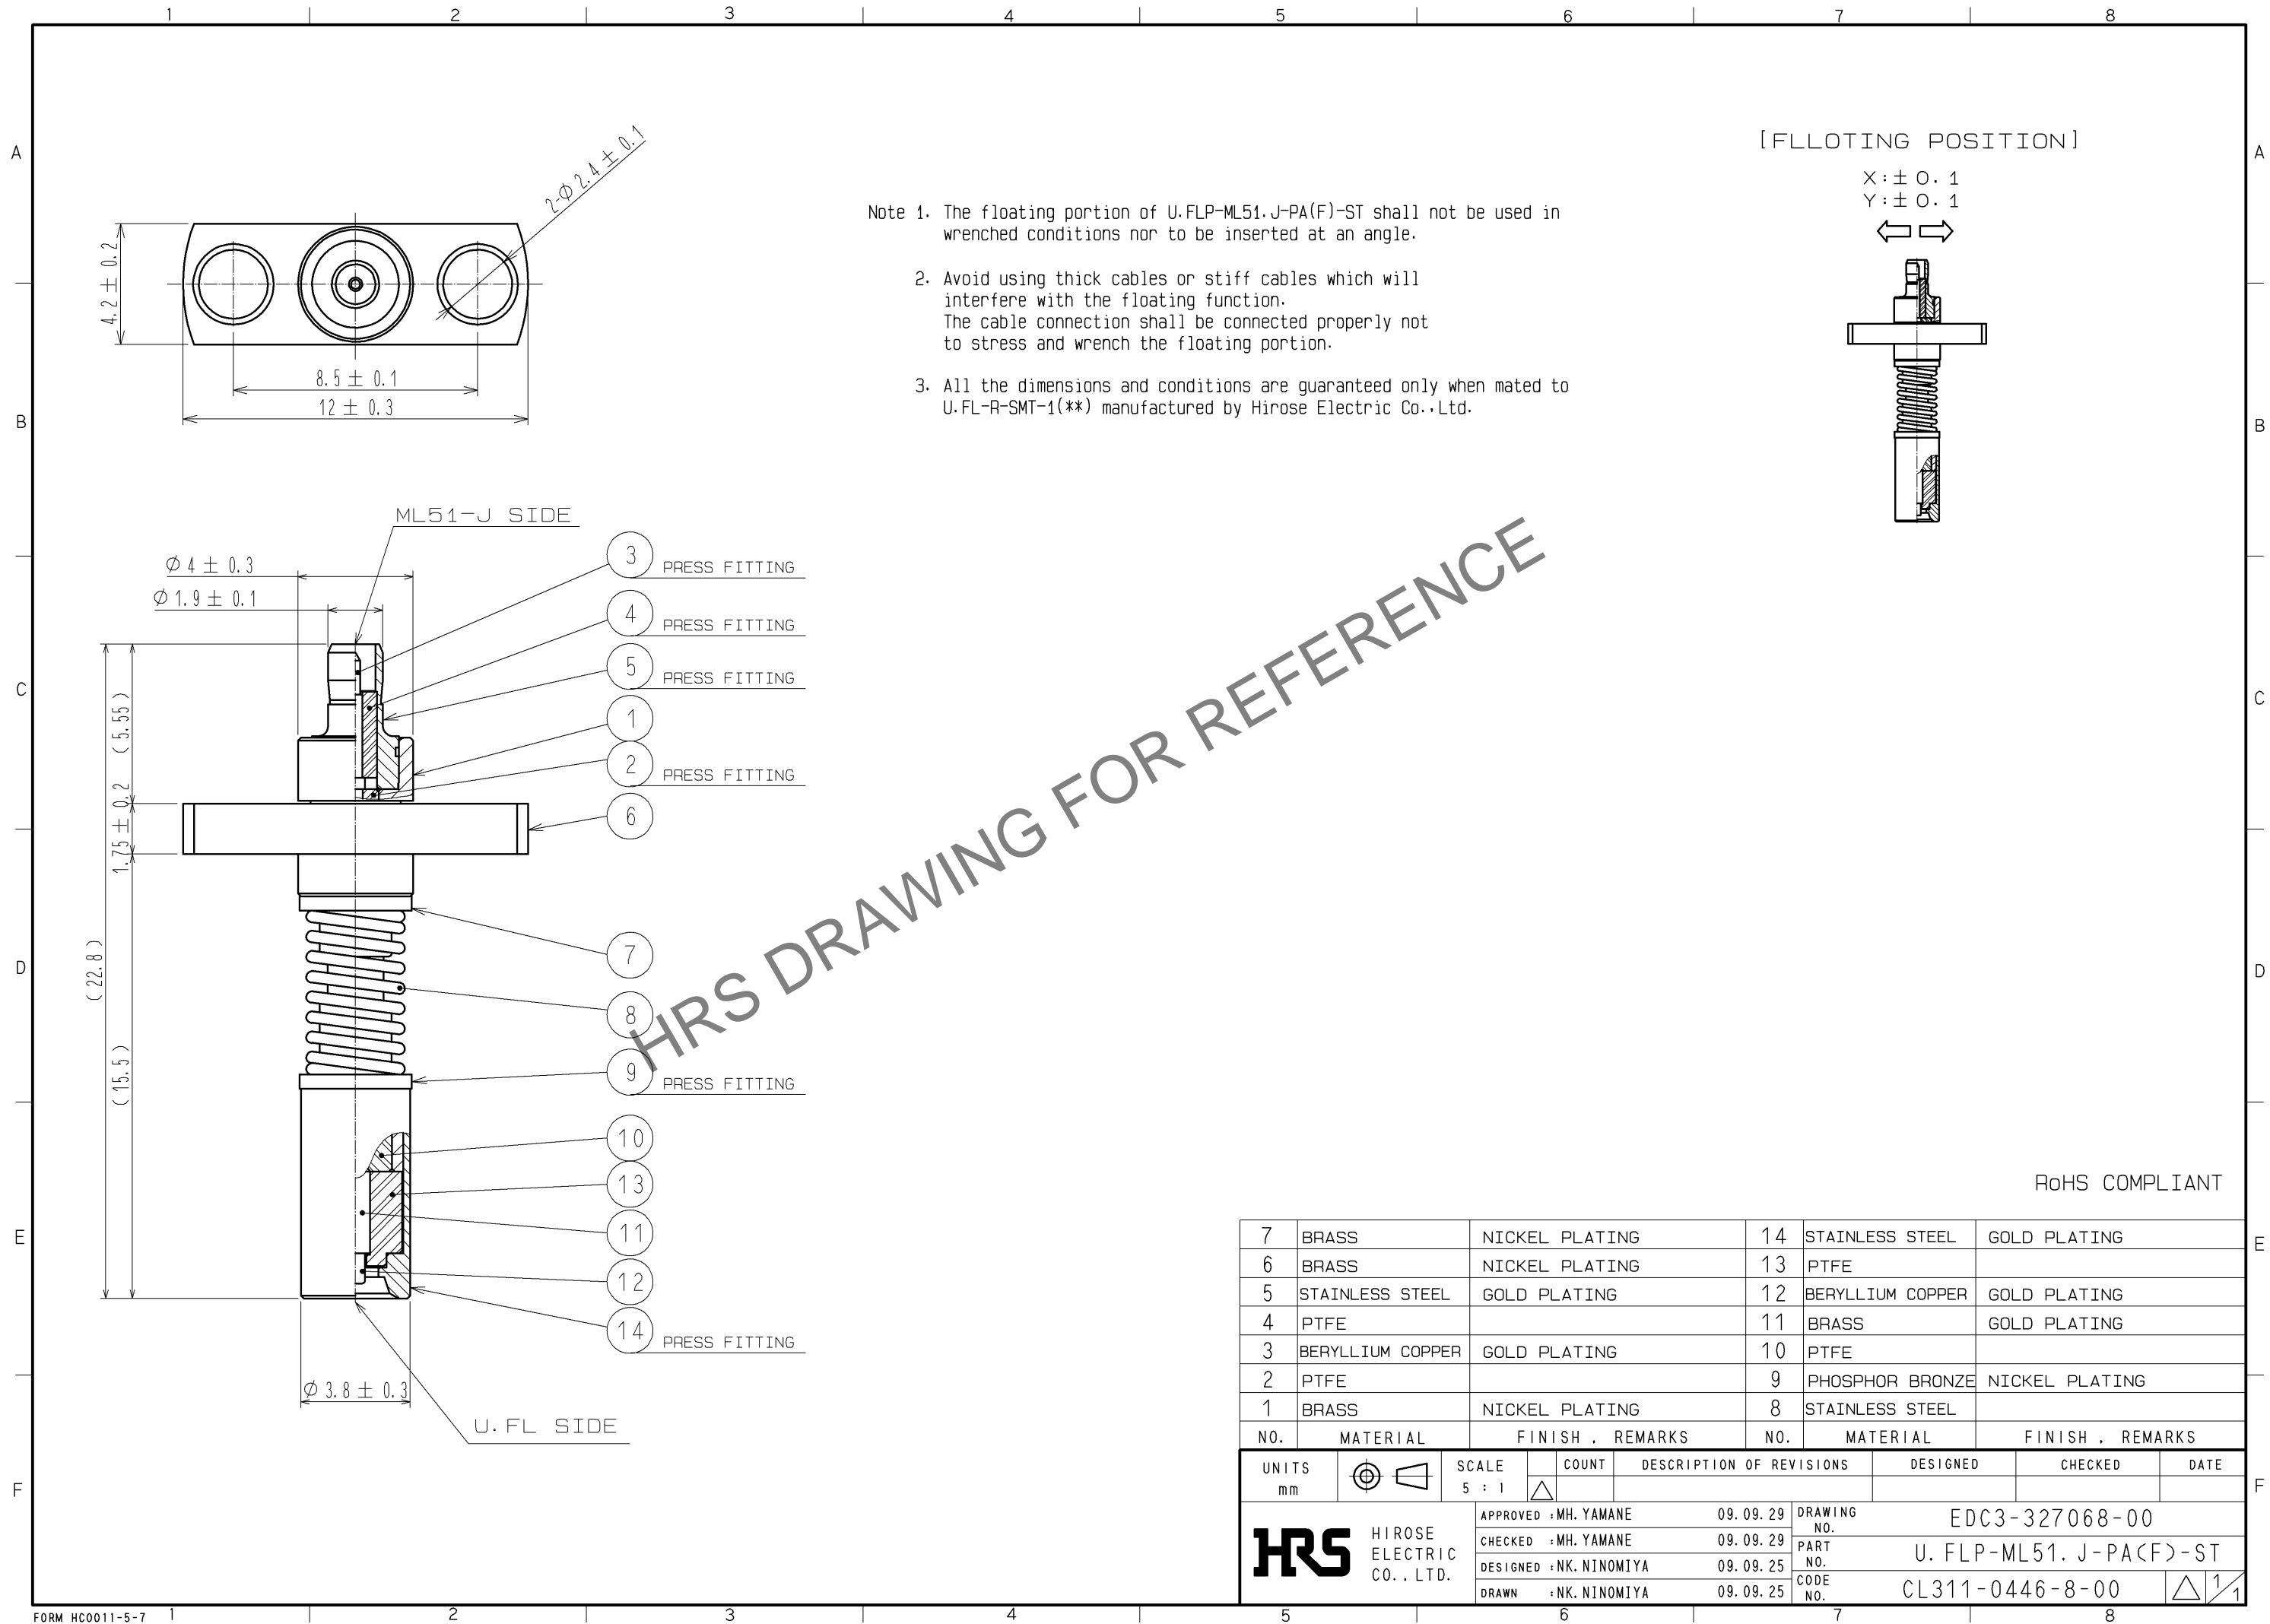 1 2 3 4 5 6 7 8
A A
B B
C C
D D
E E
F F
2-Ø 2.4 ± 0.1
4.2 ± 0.2
8.5 ± 0.1
12 ± 0.3
Note 1. The floating portion of U.FLP-ML51.J-PA(F)-ST shall not be used in
wrenched conditions nor to be inserted at an angle.
2. Avoid using thick cables or stiff cables which will
interfere with the floating function.
The cable connection shall be connected properly not
to stress and wrench the floating portion.
3. All the dimensions and conditions are guaranteed only when mated to
U.FL-R-SMT-1(**) manufactured by Hirose Electric Co.,Ltd.
[FLLOTING POSITION]
X:± 0.1
Y:± 0.1
ML51-J SIDE
Ø 4 ± 0.3
Ø 1.9 ± 0.1
3 PRESS FITTING
4 PRESS FITTING
5 PRESS FITTING
1
2 PRESS FITTING
6
7
8
9 PRESS FITTING
10
13
11
12
14 PRESS FITTING
( 5.55 )
1.75 ± 0.2
( 22.8 )
( 15.5 )
Ø 3.8 ± 0.3
U.FL SIDE
HRS DRAWING FOR REFERENCE
RoHS COMPLIANT
7 BRASS NICKEL PLATING 14 STAINLESS STEEL GOLD PLATING
6 BRASS NICKEL PLATING 13 PTFE
5 STAINLESS STEEL GOLD PLATING 12 BERYLLIUM COPPER GOLD PLATING
4 PTFE 11 BRASS GOLD PLATING
3 BERYLLIUM COPPER GOLD PLATING 10 PTFE
2 PTFE 9 PHOSPHOR BRONZE NICKEL PLATING
1 BRASS NICKEL PLATING 8 STAINLESS STEEL
NO. MATERIAL FINISH , REMARKS NO. MATERIAL FINISH , REMARKS
UNITS mm SCALE 5 : 1 COUNT DESCRIPTION OF REVISIONS DESIGNED CHECKED DATE
HRS HIROSE ELECTRIC CO.,LTD.
APPROVED :MH.YAMANE 09.09.29
CHECKED :MH.YAMANE 09.09.29
DESIGNED :NK.NINOMIYA 09.09.25
DRAWN :NK.NINOMIYA 09.09.25
DRAWING NO. EDC3-327068-00
PART NO. U.FLP-ML51.J-PA(F)-ST
CODE NO. CL311-0446-8-00 1/1
FORM HC0011-5-7 1 2 3 4 5 6 7 8